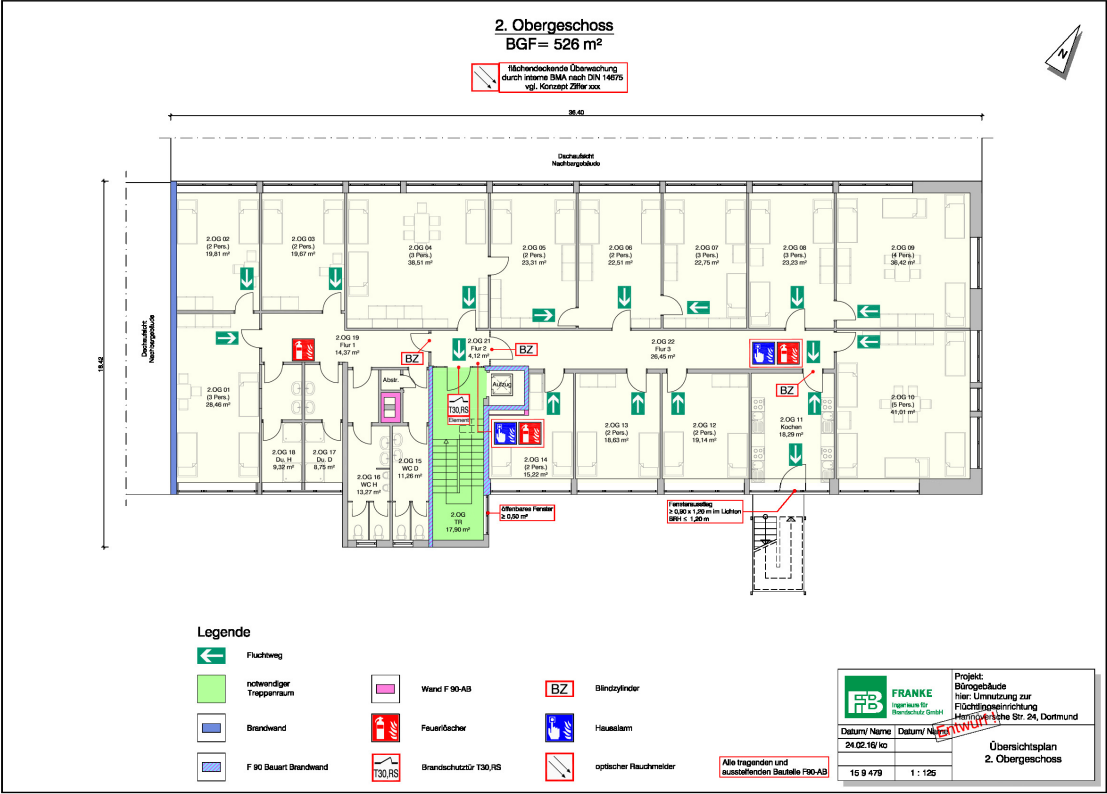 2. Obergeschoss
BGF= 526 m²
flächendeckende Überwachung
durch interne BMA nach DIN 14675
vgl. Konzept Ziffer xxx
N
36.40
Dachaufsicht
Nachbargebäude
16.42
Dachaufsicht
Nachbargebäude
2.OG 02
(2 Pers.)
19,81 m²
2.OG 03
(2 Pers.)
19,67 m²
2.OG 04
(3 Pers.)
38,51 m²
2.OG 05
(2 Pers.)
23,31 m²
2.OG 06
(2 Pers.)
22,51 m²
2.OG 07
(3 Pers.)
22,75 m²
2.OG 08
(3 Pers.)
23,23 m²
2.OG 09
(4 Pers.)
36,42 m²
2.OG 19
Flur 1
14,37 m²
BZ
2.OG 21
Flur 2
4,12 m²
BZ
2.OG 22
Flur 3
26,45 m²
BZ
2.OG 01
(3 Pers.)
28,46 m²
Abstr.
T30,RS
Element
Aufzug
2.OG 10
(5 Pers.)
41,01 m²
2.OG 11
Kochen
18,29 m²
2.OG 13
(2 Pers.)
18,63 m²
2.OG 12
(2 Pers.)
19,14 m²
2.OG 14
(2 Pers.)
15,22 m²
2.OG 18
Du. H
9,32 m²
2.OG 17
Du. D
8,75 m²
2.OG 16
WC H
13,27 m²
2.OG 15
WC D
11,26 m²
2.OG
TR
17,90 m²
öffenbares Fenster
≥ 0,50 m²
Fensterausstieg
≥ 0,90 x 1,20 m im Lichten
BRH ≤ 1,20 m
Legende
Fluchtweg
notwendiger
Treppenraum
Brandwand
F 90 Bauart Brandwand
Wand F 90-AB
Feuerlöscher
T30,RS
Brandschutztür T30,RS
BZ
Blindzylinder
Hausalarm
optischer Rauchmelder
Alle tragenden und
aussteifenden Bauteile F90-AB
FIB
FRANKE
Ingenieure für
Brandschutz GmbH
Projekt:
Bürogebäude
hier: Umnutzung zur
Flüchtlingseinrichtung
Hannoversche Str. 24, Dortmund
Entwurf!
Datum/ Name
Datum/ Name
24.02.16/ ko
15 9 479
1 : 125
Übersichtsplan
2. Obergeschoss